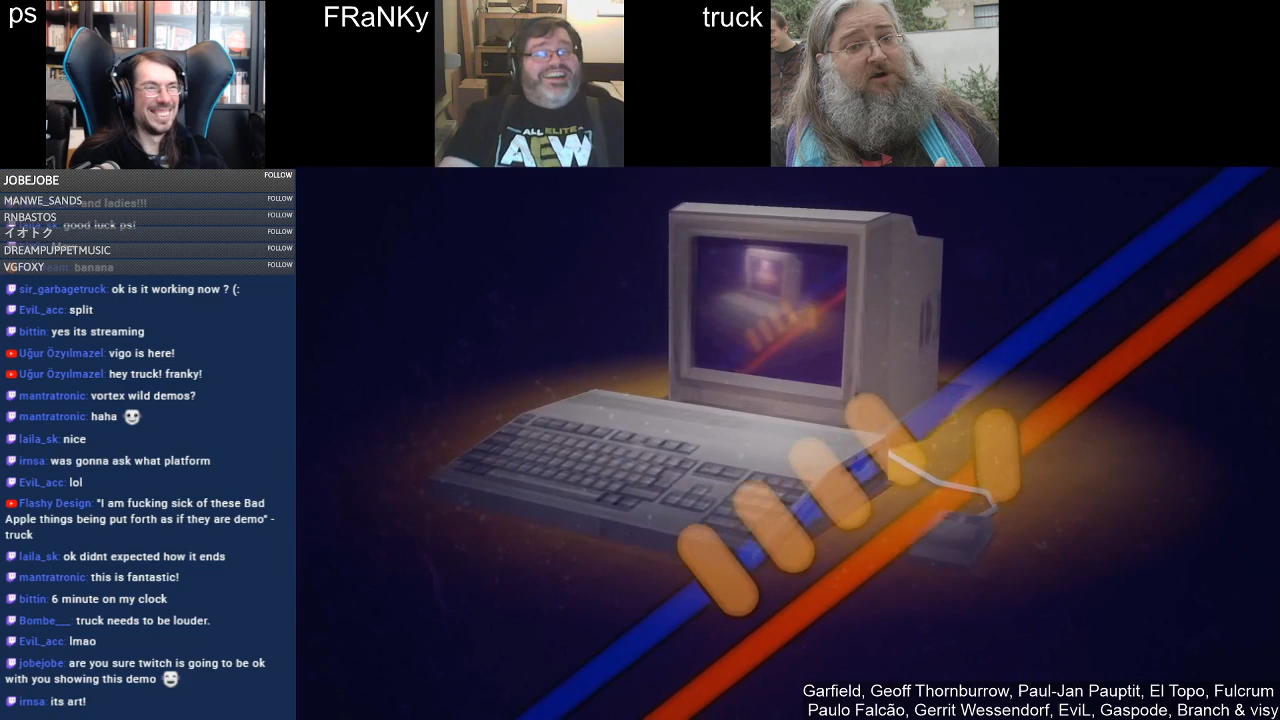 ps
FRaNKy
truck
ALL ELITE
AEW
JOBEJOBE FOLLOW
MANWE_SANDS and ladies!!! FOLLOW
RNBASTOS good luck ps! FOLLOW
イオトク FOLLOW
DREAMPUPPETMUSIC FOLLOW
VGFOXY banana FOLLOW
sir_garbagetruck: ok is it working now ? (:
EviL_acc: split
bittin: yes its streaming
Uğur Özyılmazel: vigo is here!
Uğur Özyılmazel: hey truck! franky!
mantratronic: vortex wild demos?
mantratronic: haha
laila_sk: nice
irnsa: was gonna ask what platform
EviL_acc: lol
Flashy Design: "I am fucking sick of these Bad
Apple things being put forth as if they are demo" -
truck
laila_sk: ok didnt expected how it ends
mantratronic: this is fantastic!
bittin: 6 minute on my clock
Bombe___: truck needs to be louder.
EviL_acc: lmao
jobejobe: are you sure twitch is going to be ok
with you showing this demo
irnsa: its art!
Garfield, Geoff Thornburrow, Paul-Jan Pauptit, El Topo, Fulcrum
Paulo Falcão, Gerrit Wessendorf, EviL, Gaspode, Branch & visy